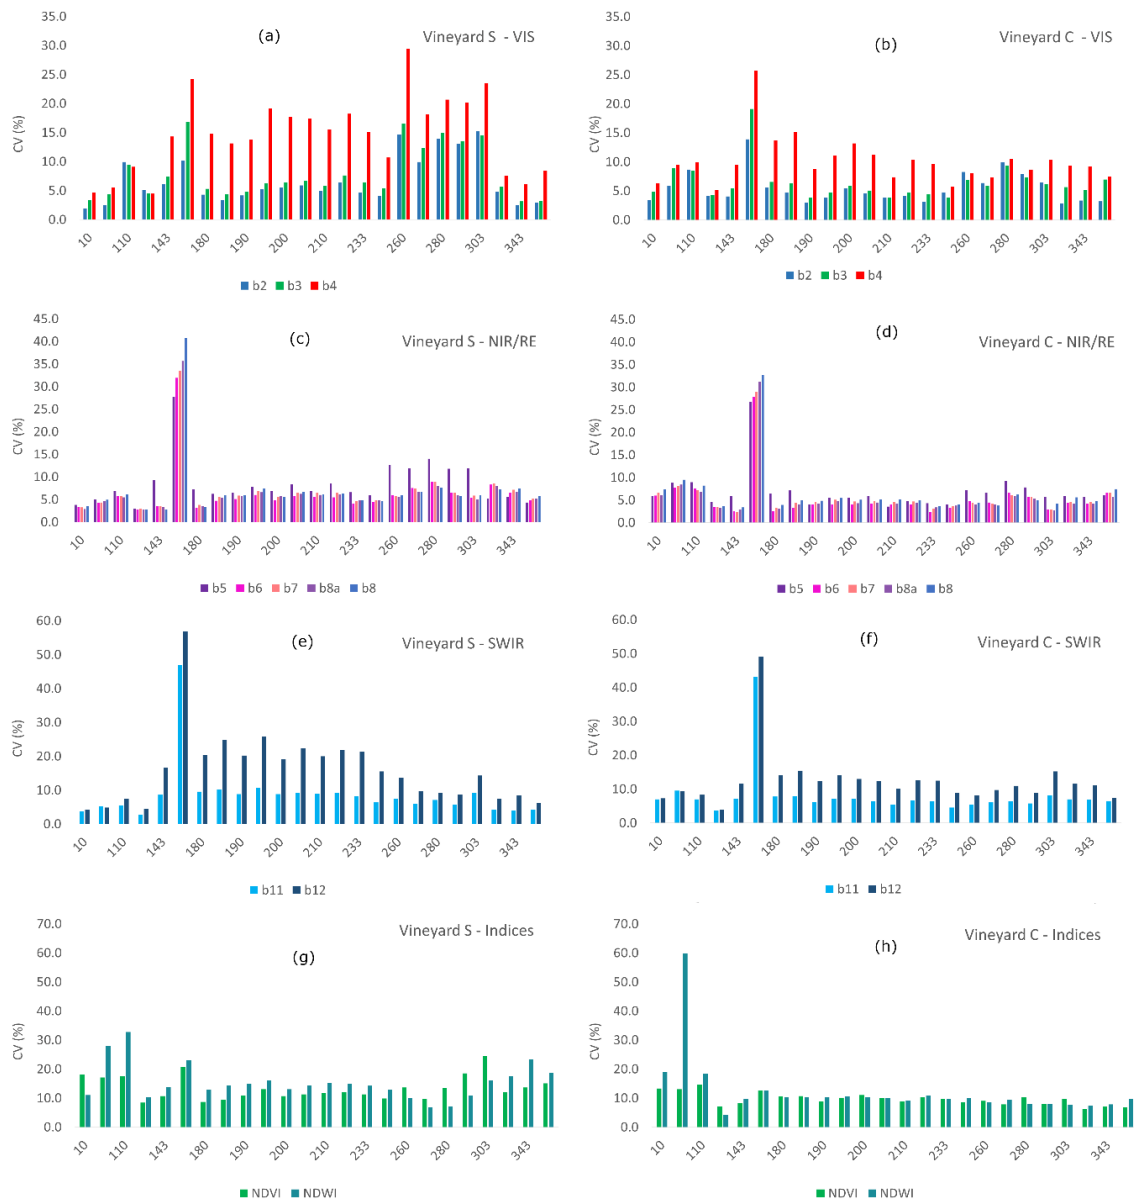 35.0
30.0
25.0
20.0
15.0
10.0
5.0
0.0
CV (%)
(a)
Vineyard S - VIS
10 110 143 180 190 200 210 233 260 280 303 343
b2 b3 b4
35.0
30.0
25.0
20.0
15.0
10.0
5.0
0.0
CV (%)
(b)
Vineyard C - VIS
10 110 143 180 190 200 210 233 260 280 303 343
b2 b3 b4
45.0
40.0
35.0
30.0
25.0
20.0
15.0
10.0
5.0
0.0
CV (%)
(c)
Vineyard S - NIR/RE
10 110 143 180 190 200 210 233 260 280 303 343
b5 b6 b7 b8a b8
45.0
40.0
35.0
30.0
25.0
20.0
15.0
10.0
5.0
0.0
CV (%)
(d)
Vineyard C - NIR/RE
10 110 143 180 190 200 210 233 260 280 303 343
b5 b6 b7 b8a b8
60.0
50.0
40.0
30.0
20.0
10.0
0.0
CV (%)
(e)
Vineyard S - SWIR
10 110 143 180 190 200 210 233 260 280 303 343
b11 b12
60.0
50.0
40.0
30.0
20.0
10.0
0.0
CV (%)
(f)
Vineyard C - SWIR
10 110 143 180 190 200 210 233 260 280 303 343
b11 b12
70.0
60.0
50.0
40.0
30.0
20.0
10.0
0.0
CV (%)
Vineyard S - Indices
(g)
10 110 143 180 190 200 210 233 260 280 303 343
NDVI NDWI
70.0
60.0
50.0
40.0
30.0
20.0
10.0
0.0
CV (%)
Vineyard C - Indices
(h)
10 110 143 180 190 200 210 233 260 280 303 343
NDVI NDWI